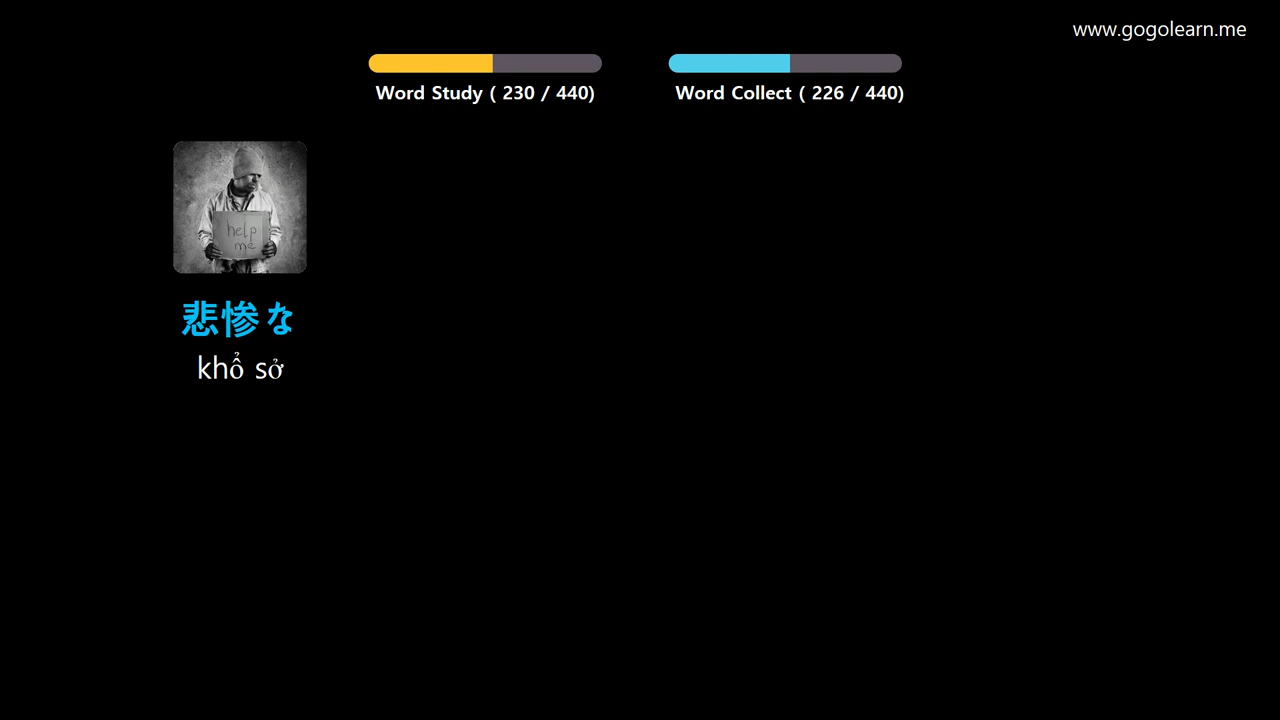 www.gogolearn.me
Word Study ( 230 / 440)
Word Collect ( 226 / 440)
help
me
悲惨な
khổ sở